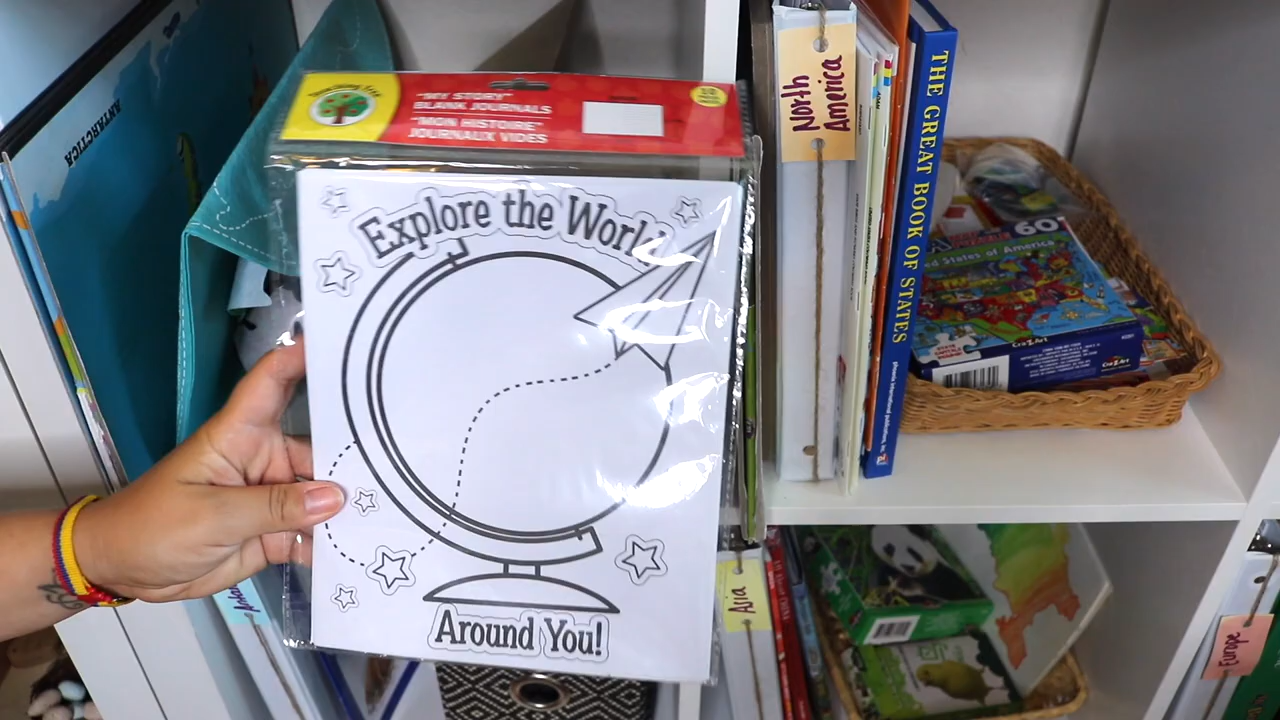 ANTARCTICA
"MY STORY"
BLANK JOURNALS
"MON HISTOIRE"
JOURNAUX VIDES
Explore the World
Around You!
North
America
THE GREAT BOOK OF STATES
60
States of America
CraZArt
Asia
Europe